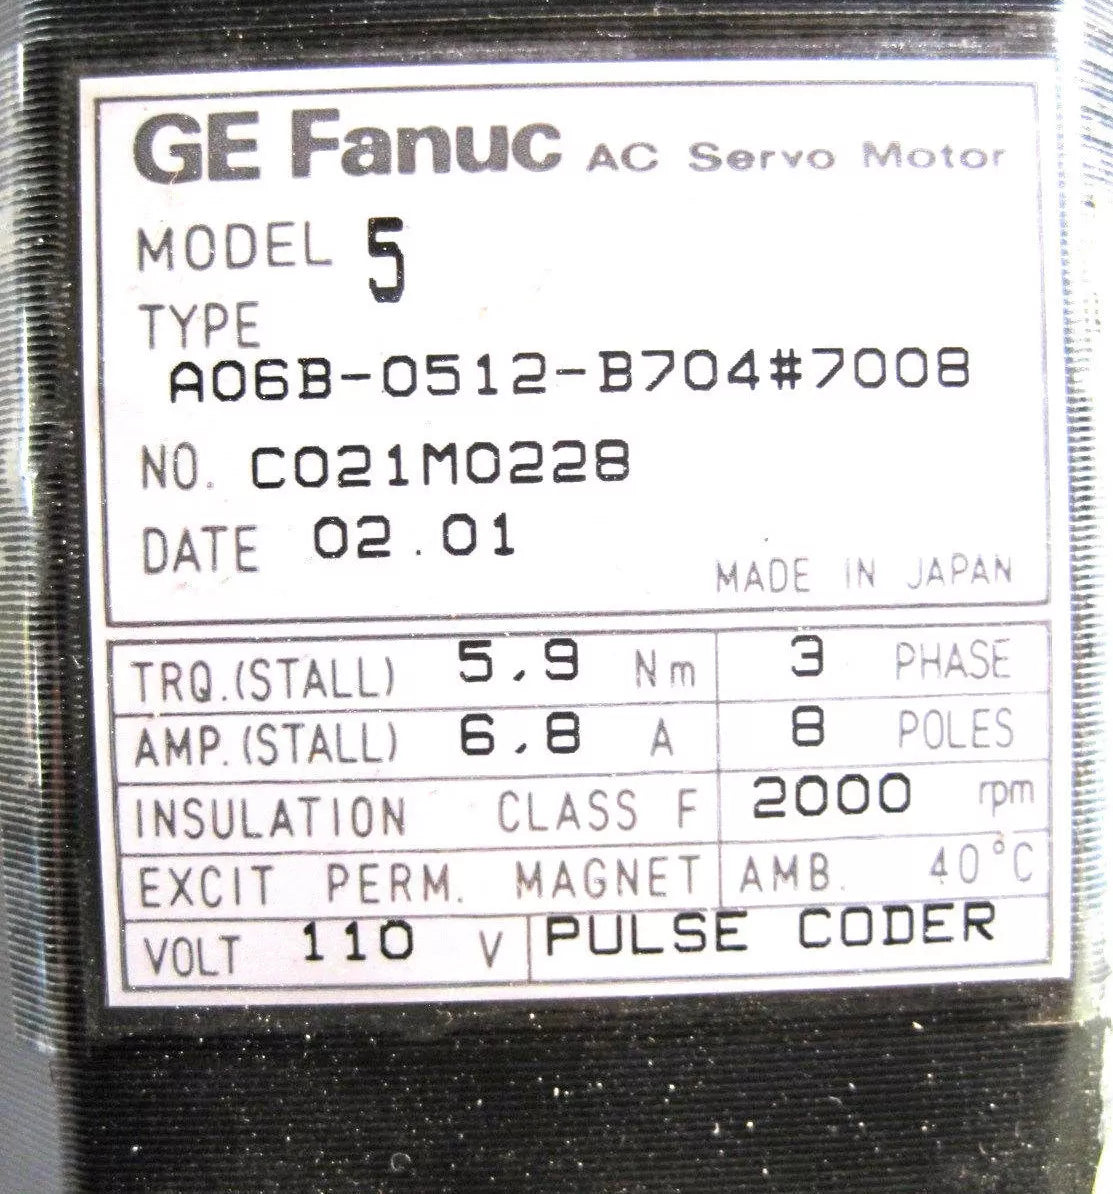 GE Fanuc AC Servo Motor
MODEL 5
TYPE
A06B-0512-B704#7008
NO. C021M0228
DATE 02.01
MADE IN JAPAN
TRQ.(STALL) 5.9 Nm 3 PHASE
AMP.(STALL) 6.8 A 8 POLES
INSULATION CLASS F 2000 rpm
EXCIT PERM. MAGNET AMB. 40°C
VOLT 110 V PULSE CODER